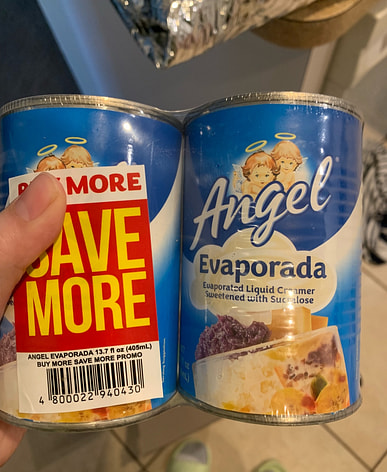 MORE
SAVE
MORE
ANGEL EVAPORADA 13.7 fl oz (405mL)
BUY MORE SAVE MORE PROMO
4 800022 940430
Angel
Evaporada
Evaporated Liquid Creamer
Sweetened with Sucralose